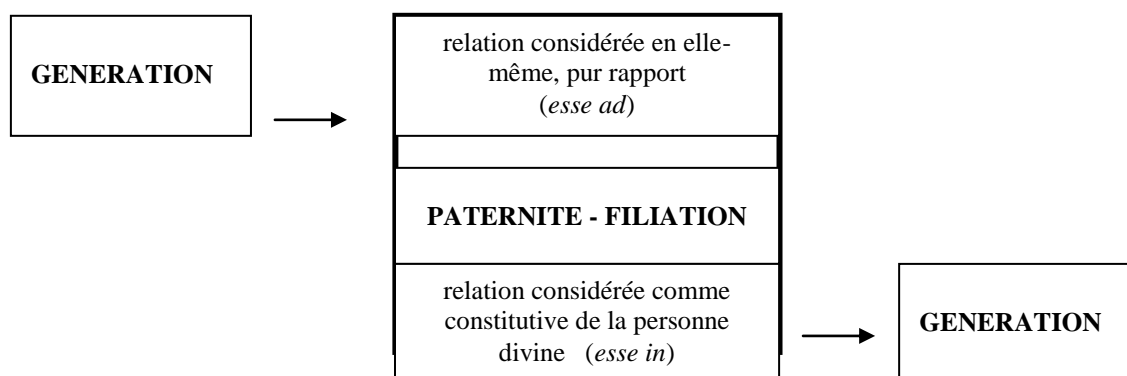 GENERATION
relation considérée en elle-
même, pur rapport
(esse ad)
PATERNITE - FILIATION
relation considérée comme
constitutive de la personne
divine (esse in)
GENERATION